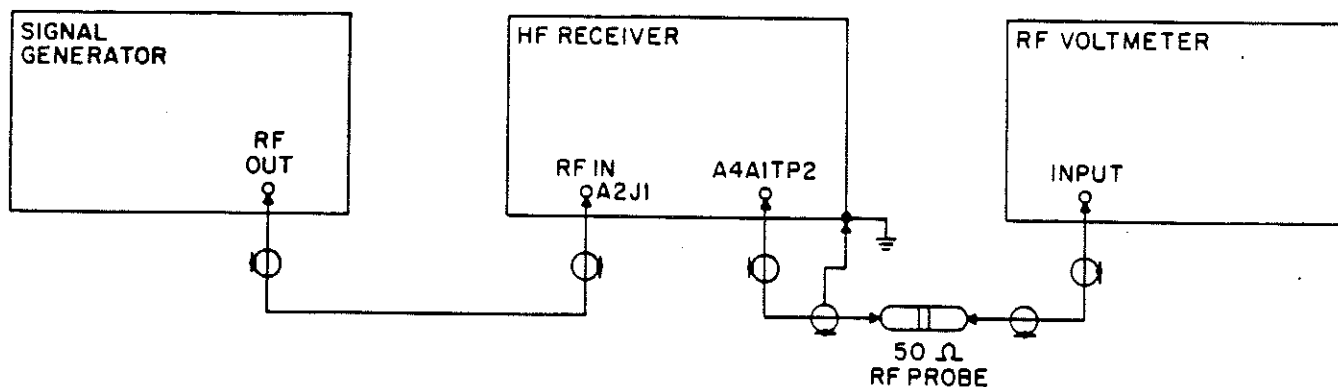 SIGNAL
GENERATOR
RF
OUT
HF RECEIVER
RF IN
A2J1
A4A1TP2
RF VOLTMETER
INPUT
50 Ω
RF PROBE